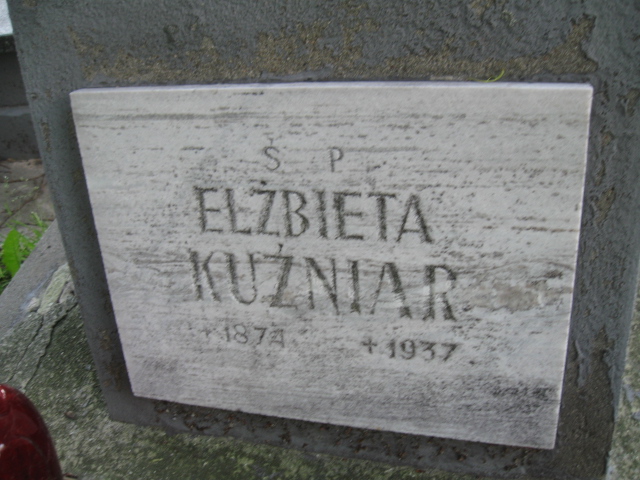 Ś P
ELŻBIETA
KUŹNIAR
+1874 +1937